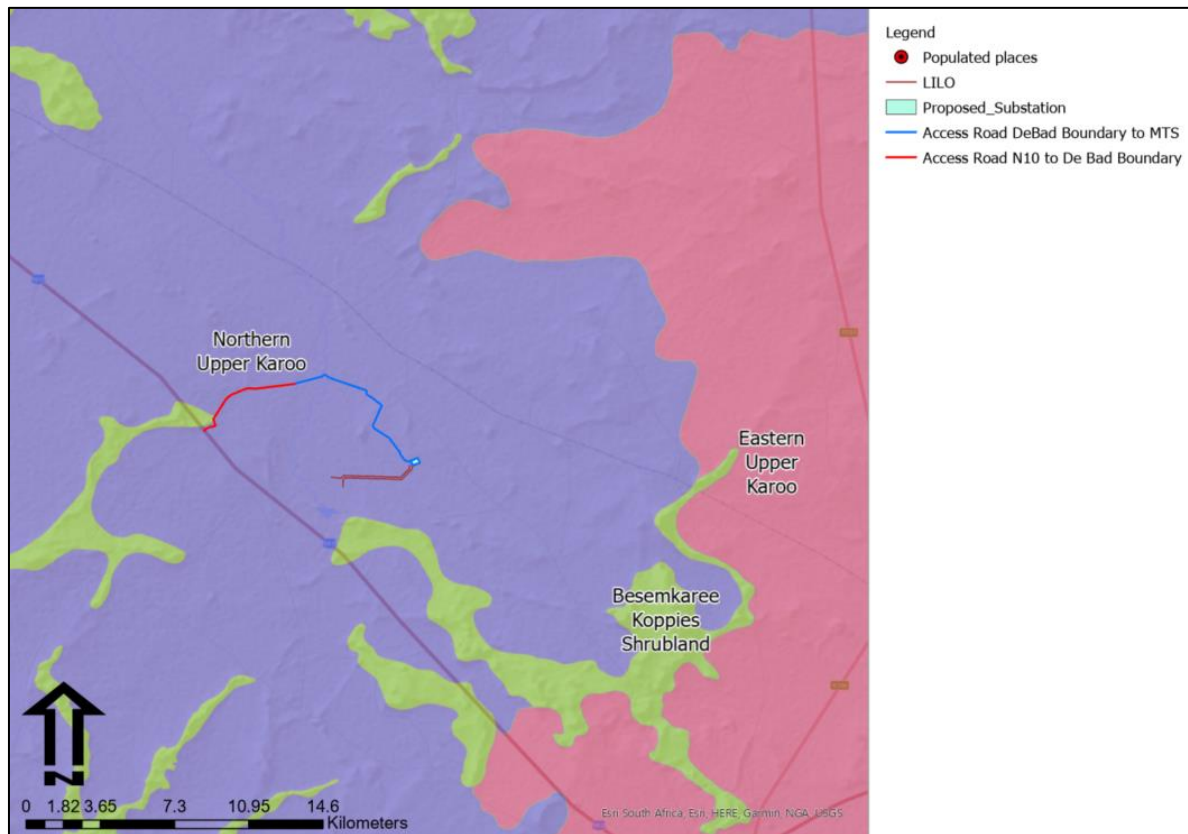 Legend
Populated places
LILO
Proposed_Substation
Access Road DeBad Boundary to MTS
Access Road N10 to De Bad Boundary
Northern
Upper Karoo
Eastern
Upper
Karoo
Besemkaree
Koppies
Shrubland
N
0 1.82 3.65 7.3 10.95 14.6
Kilometers
Esri South Africa, Esri, HERE, Garmin, NGA, USGS